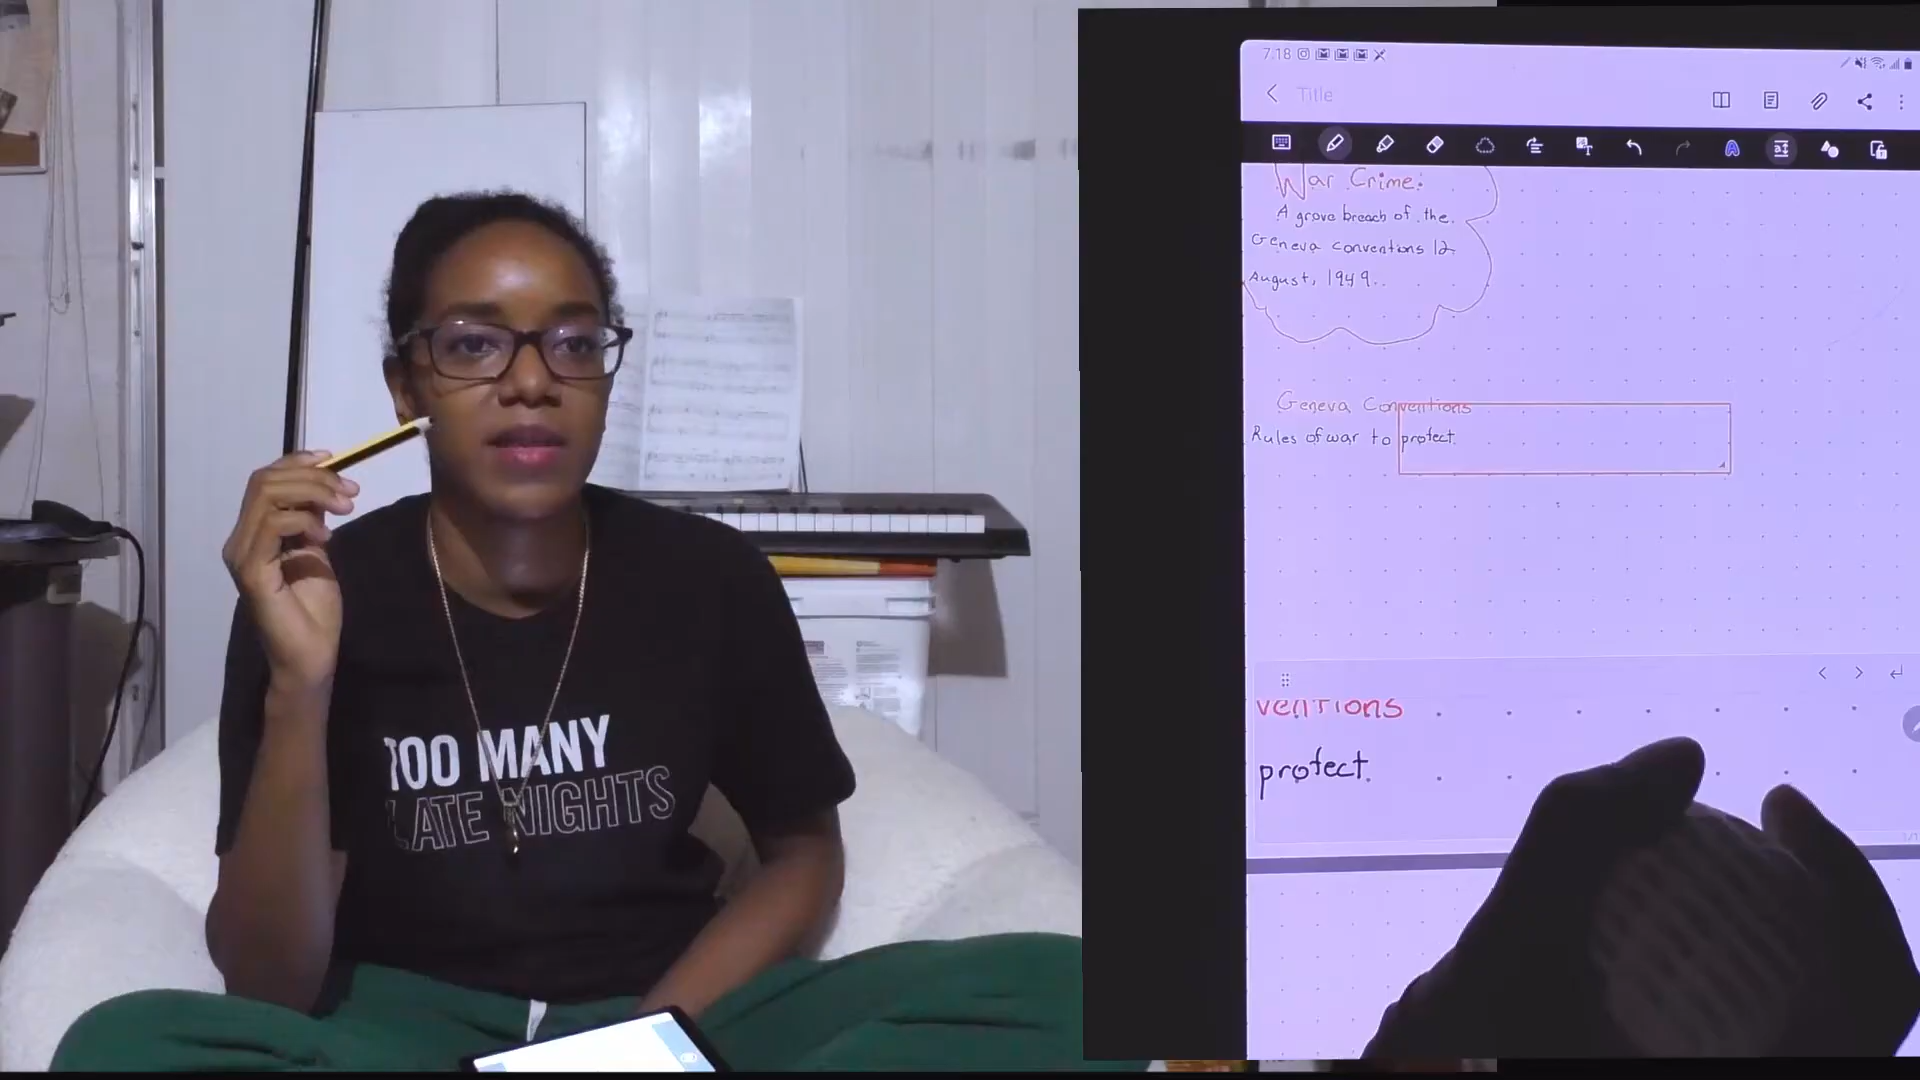 TOO MANY
LATE NIGHTS
7.18
Title
War Crime:
A grave breach of the
Geneva conventions 12
August, 1949.
Geneva Conventions
Rules of war to protect
ventions
protect